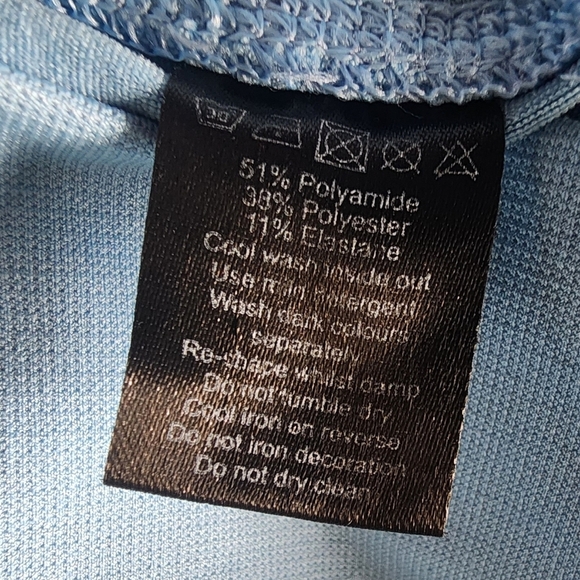 30
51% Polyamide
38% Polyester
11% Elastane
Cool wash inside out
Use mild detergent
Wash dark colours
separately
Re-shape whilst damp
Do not tumble dry
Cool iron on reverse
Do not iron decoration
Do not dry clean